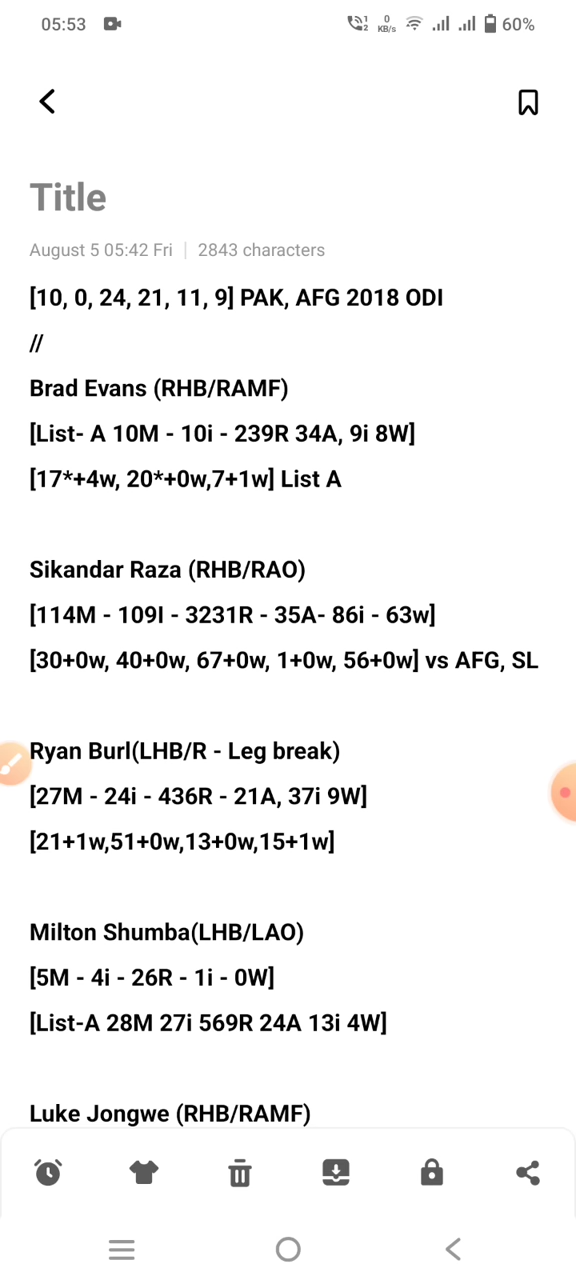 05:53
1 2 0 KB/s 60%
Title
August 5 05:42 Fri | 2843 characters
[10, 0, 24, 21, 11, 9] PAK, AFG 2018 ODI
//
Brad Evans (RHB/RAMF)
[List- A 10M - 10i - 239R 34A, 9i 8W]
[17*+4w, 20*+0w,7+1w] List A
Sikandar Raza (RHB/RAO)
[114M - 109I - 3231R - 35A- 86i - 63w]
[30+0w, 40+0w, 67+0w, 1+0w, 56+0w] vs AFG, SL
Ryan Burl(LHB/R - Leg break)
[27M - 24i - 436R - 21A, 37i 9W]
[21+1w,51+0w,13+0w,15+1w]
Milton Shumba(LHB/LAO)
[5M - 4i - 26R - 1i - 0W]
[List-A 28M 27i 569R 24A 13i 4W]
Luke Jongwe (RHB/RAMF)